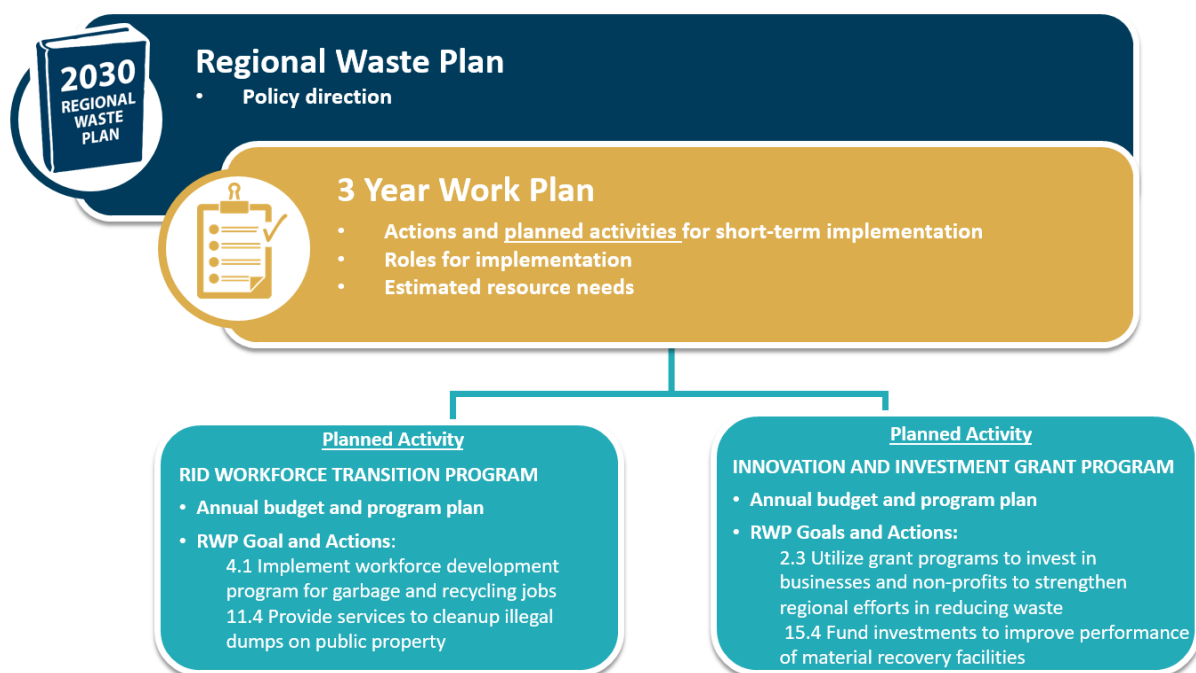 2030
REGIONAL
WASTE
PLAN
Regional Waste Plan
• Policy direction
3 Year Work Plan
• Actions and planned activities for short-term implementation
• Roles for implementation
• Estimated resource needs
Planned Activity
RID WORKFORCE TRANSITION PROGRAM
• Annual budget and program plan
• RWP Goal and Actions:
4.1 Implement workforce development
program for garbage and recycling jobs
11.4 Provide services to cleanup illegal
dumps on public property
Planned Activity
INNOVATION AND INVESTMENT GRANT PROGRAM
• Annual budget and program plan
• RWP Goals and Actions:
2.3 Utilize grant programs to invest in
businesses and non-profits to strengthen
regional efforts in reducing waste
15.4 Fund investments to improve performance
of material recovery facilities